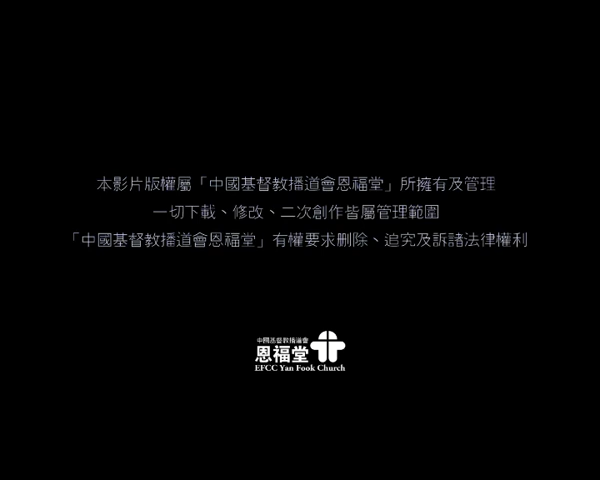 本影片版權屬「中國基督教播道會恩福堂」所擁有及管理
一切下載、修改、二次創作皆屬管理範圍
「中國基督教播道會恩福堂」有權要求刪除、追究及訴諸法律權利
中國基督教播道會
恩福堂
EFCC Yan Fook Church